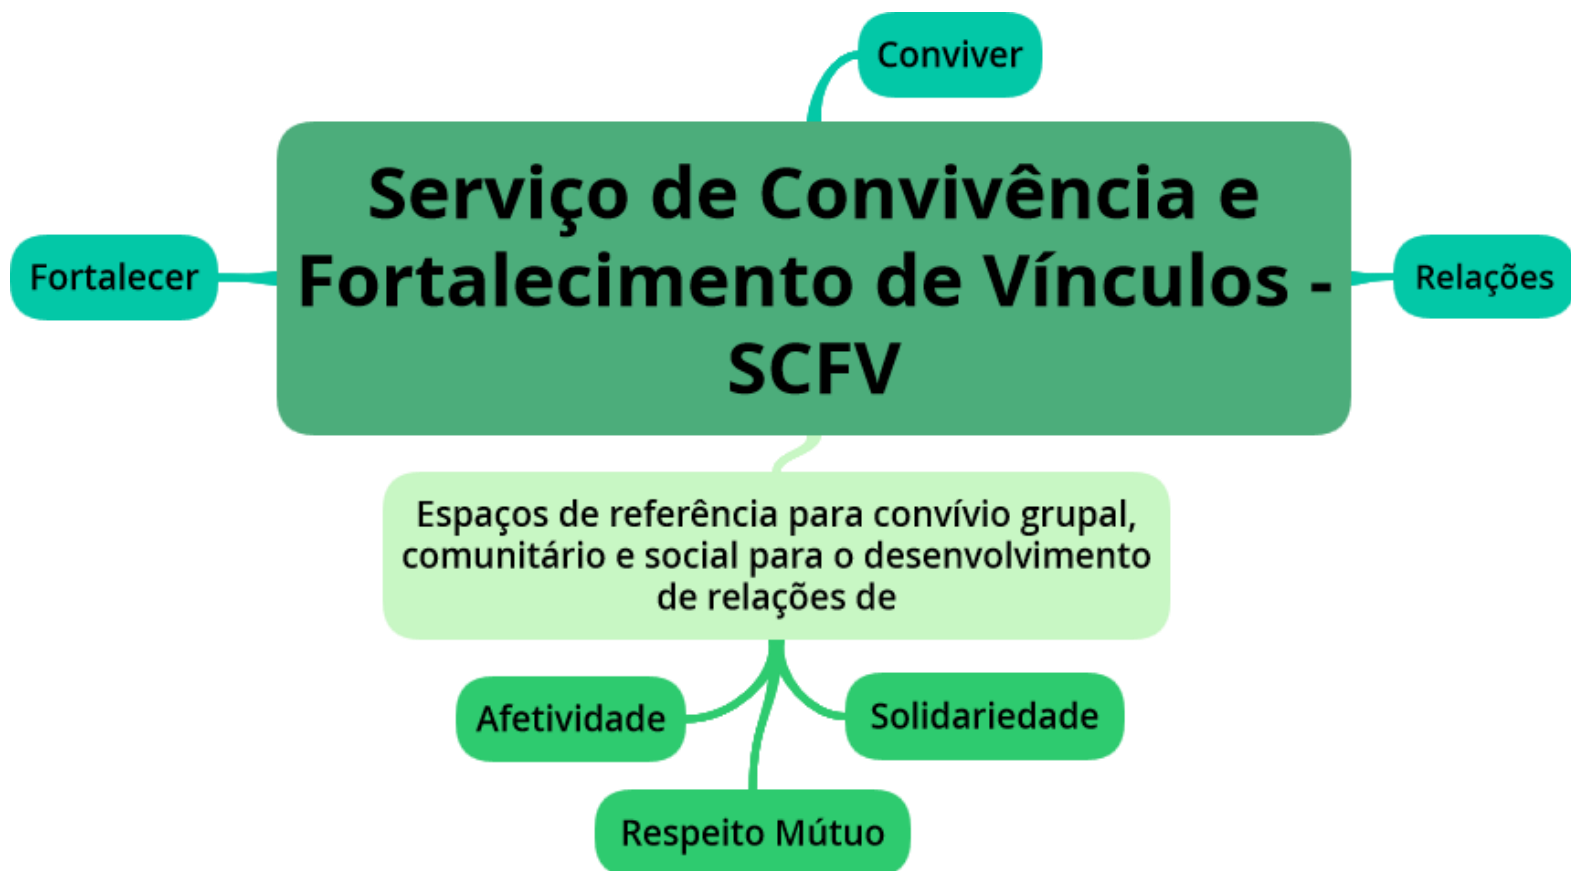 Conviver
Serviço de Convivência e
Fortalecimento de Vínculos -
SCFV
Fortalecer
Relações
Espaços de referência para convívio grupal,
comunitário e social para o desenvolvimento
de relações de
Afetividade
Solidariedade
Respeito Mútuo